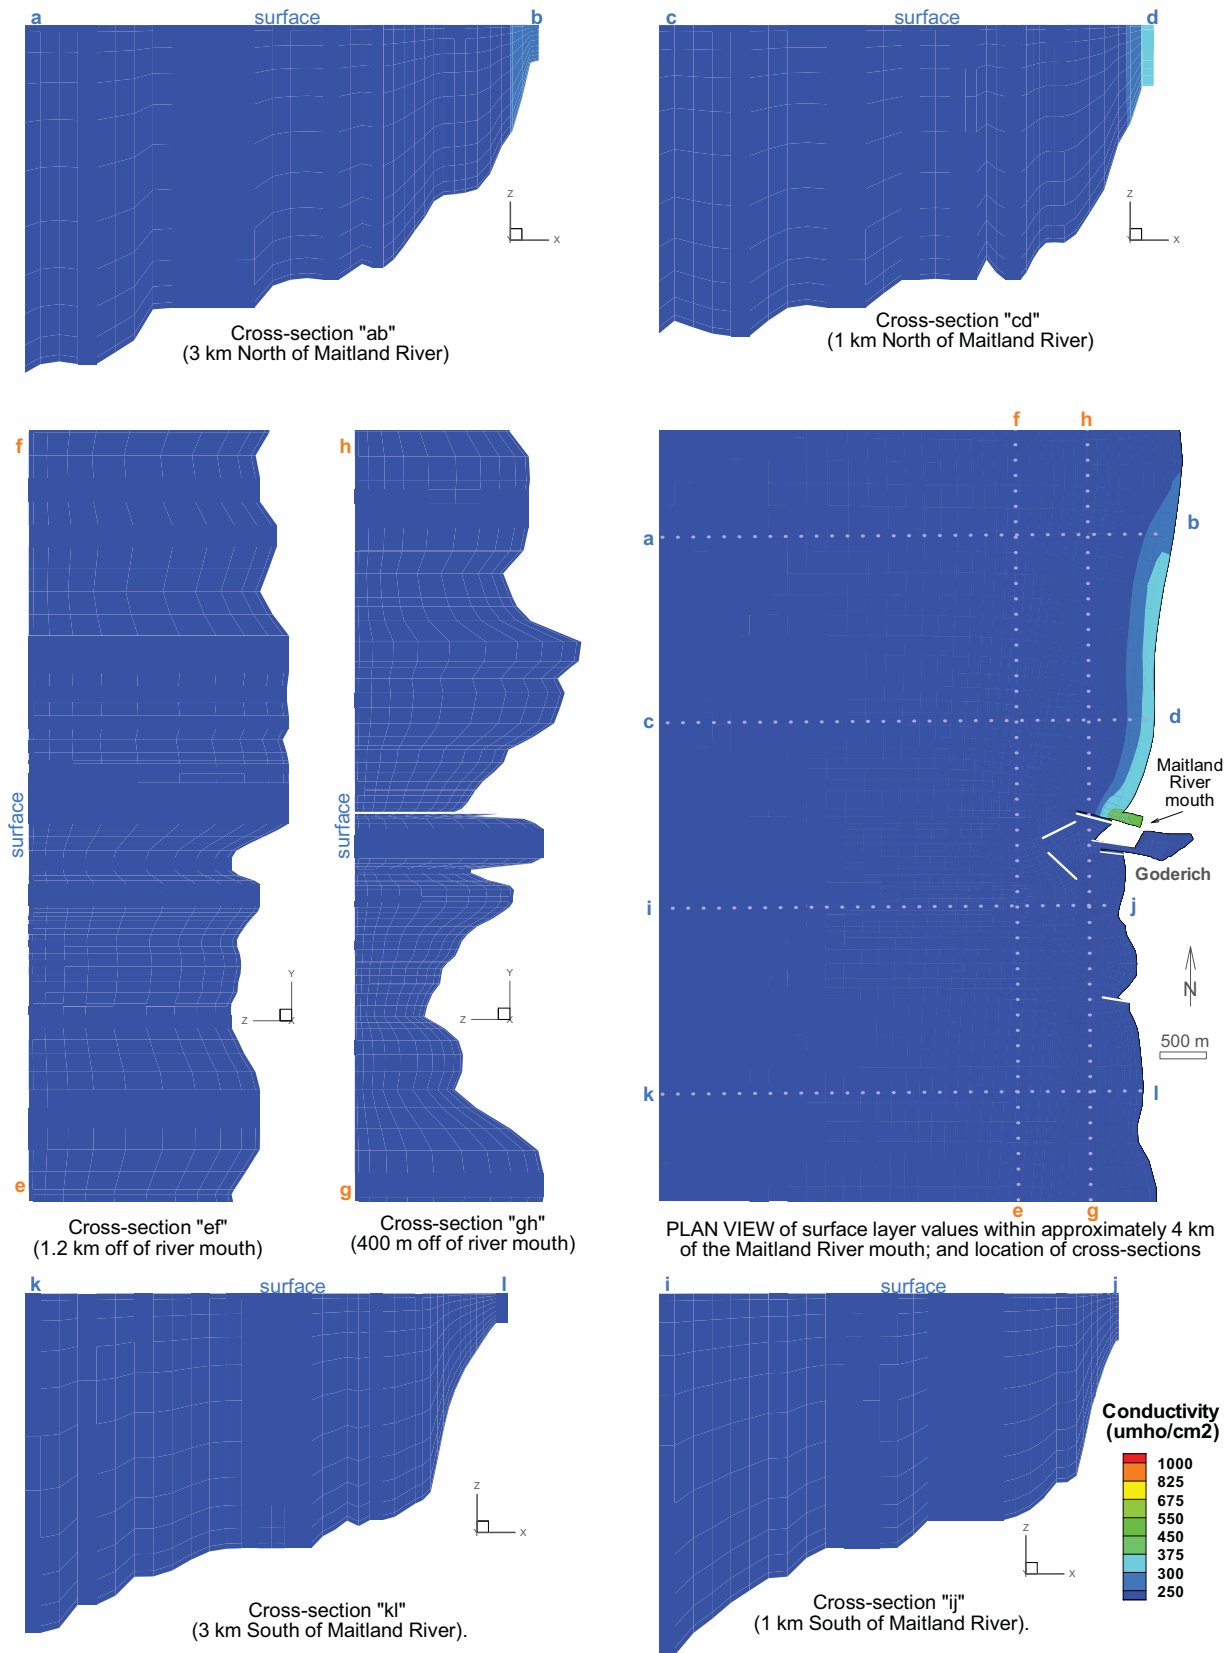 a surface b
c surface d
Z
X
Y
Z
X
Y
Cross-section "ab"
(3 km North of Maitland River)
Cross-section "cd"
(1 km North of Maitland River)
f
surface
e
Y
Z
X
Cross-section "ef"
(1.2 km off of river mouth)
h
surface
g
Y
Z
X
Cross-section "gh"
(400 m off of river mouth)
f h
a b
c d
Maitland
River
mouth
Goderich
i j
N
500 m
k l
e g
PLAN VIEW of surface layer values within approximately 4 km
of the Maitland River mouth; and location of cross-sections
k surface l
Z
X
Y
Cross-section "kl"
(3 km South of Maitland River).
i surface j
Z
X
Y
Cross-section "ij"
(1 km South of Maitland River).
Conductivity
(umho/cm2)
1000
825
675
550
450
375
300
250